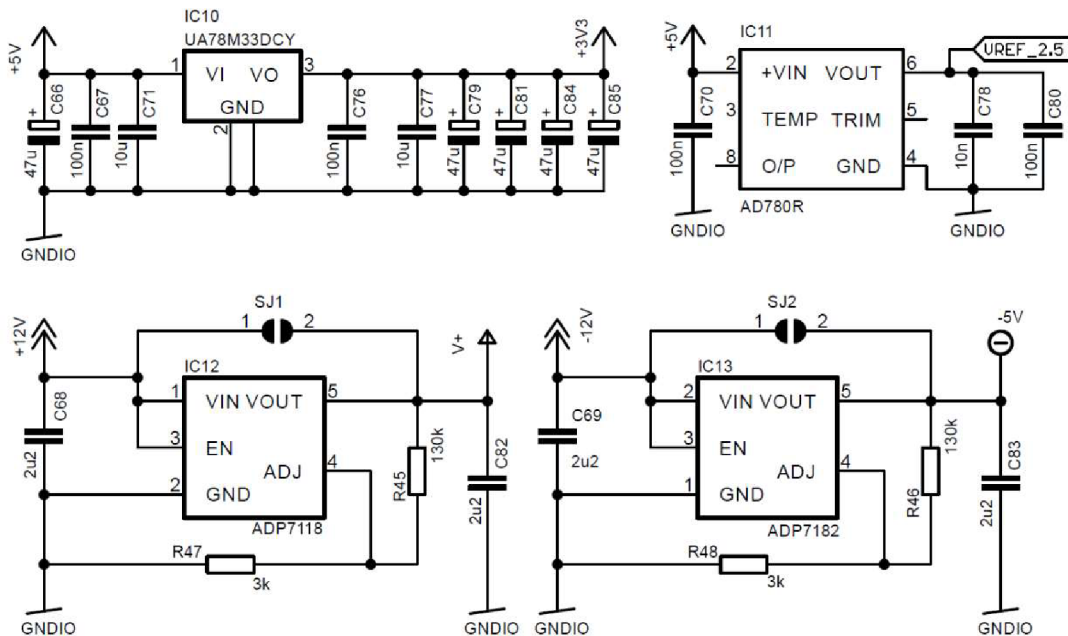 IC10
UA78M33DCY
+5V
1
VI
VO
3
GND
2
+3V3
+
C66
47u
C67
100n
C71
10u
C76
100n
C77
10u
+
C79
47u
+
C81
47u
+
C84
47u
+
C85
47u
GNDIO
+5V
IC11
2
+VIN
VOUT
6
UREF_2.5
3
TEMP
TRIM
5
8
O/P
GND
4
AD780R
C70
100n
C78
10n
C80
100n
GNDIO
GNDIO
SJ1
1
2
+12V
V+
IC12
1
VIN
VOUT
5
3
EN
ADJ
4
2
GND
ADP7118
C68
2u2
R45
130k
C82
2u2
R47
3k
GNDIO
GNDIO
SJ2
1
2
-12V
-5V
IC13
2
VIN
VOUT
5
3
EN
ADJ
4
1
GND
ADP7182
C69
2u2
R46
130k
C83
2u2
R48
3k
GNDIO
GNDIO